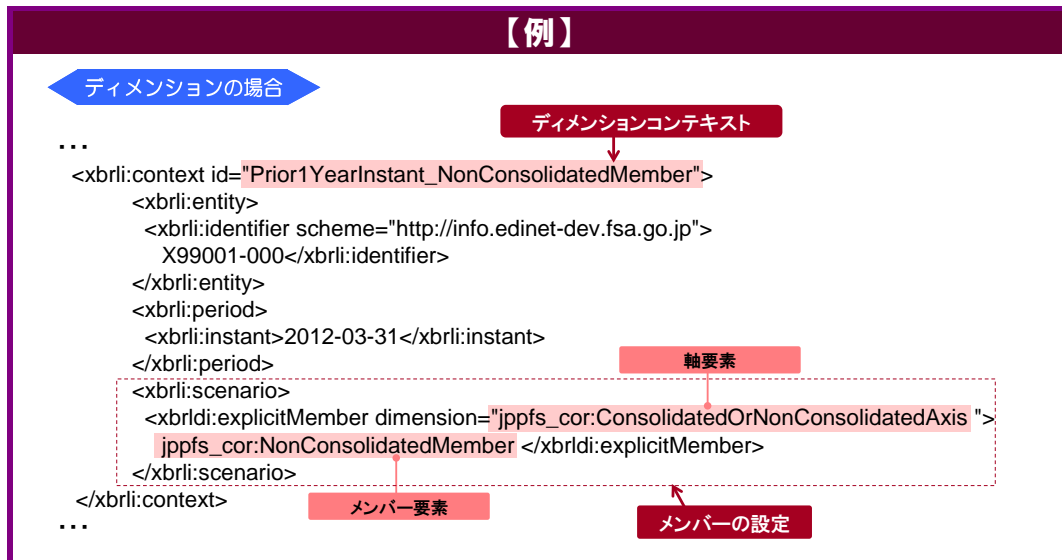 【例】
ディメンションの場合
ディメンションコンテキスト
...
<xbrli:context id="Prior1YearInstant_NonConsolidatedMember">
<xbrli:entity>
<xbrli:identifier scheme="http://info.edinet-dev.fsa.go.jp">
X99001-000</xbrli:identifier>
</xbrli:entity>
<xbrli:period>
<xbrli:instant>2012-03-31</xbrli:instant>
</xbrli:period>
軸要素
<xbrli:scenario>
<xbrldi:explicitMember dimension="jppfs_cor:ConsolidatedOrNonConsolidatedAxis ">
jppfs_cor:NonConsolidatedMember </xbrldi:explicitMember>
</xbrli:scenario>
</xbrli:context>
メンバー要素
メンバーの設定
...